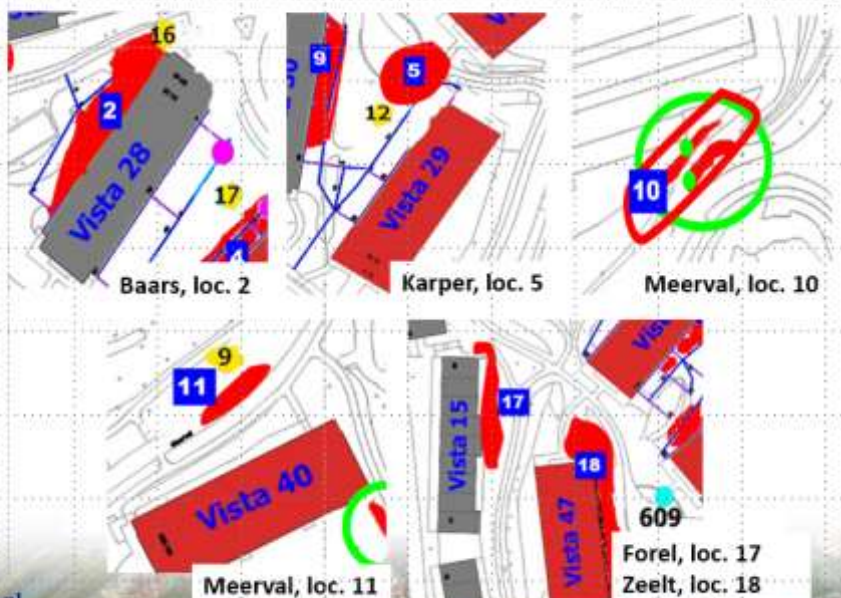 16
2
Vista 28
17
4
Baars, loc. 2
9
5
12
Vista 29
Karper, loc. 5
10
Meerval, loc. 10
9
11
Vista 40
Meerval, loc. 11
Vista 15
17
18
Vista 47
609
Forel, loc. 17
Zeelt, loc. 18